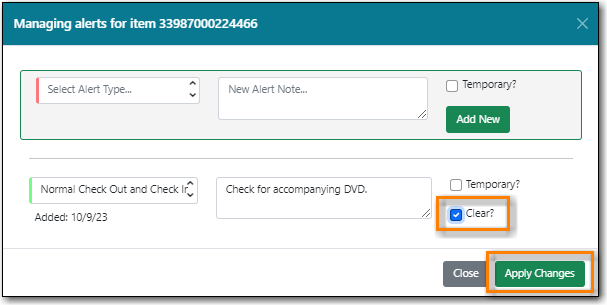 Managing alerts for item 33987000224466
Select Alert Type...
New Alert Note...
Temporary?
Add New
Normal Check Out and Check In
Check for accompanying DVD.
Temporary?
Added: 10/9/23
Clear?
Close
Apply Changes